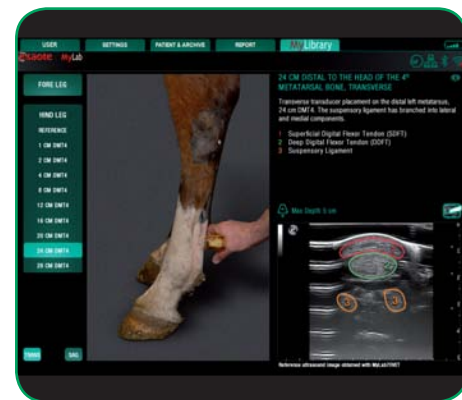 USER
SETTINGS
PATIENT & ARCHIVE
REPORT
MyLibrary
esaote MyLab
FORE LEG
HIND LEG
REFERENCE
1 CM DMT4
2 CM DMT4
4 CM DMT4
8 CM DMT4
12 CM DMT4
16 CM DMT4
20 CM DMT4
24 CM DMT4
28 CM DMT4
TRANS
SAG
24 CM DISTAL TO THE HEAD OF THE 4th
METATARSAL BONE, TRANSVERSE
Transverse transducer placement on the distal left metatarsus,
24 cm DMT4. The suspensory ligament has branched into lateral
and medial components.
1 Superficial Digital Flexor Tendon (SDFT)
2 Deep Digital Flexor Tendon (DDFT)
3 Suspensory Ligament
Max Depth 5 cm
1
2
3
3
Reference ultrasound image obtained with MyLab70VET